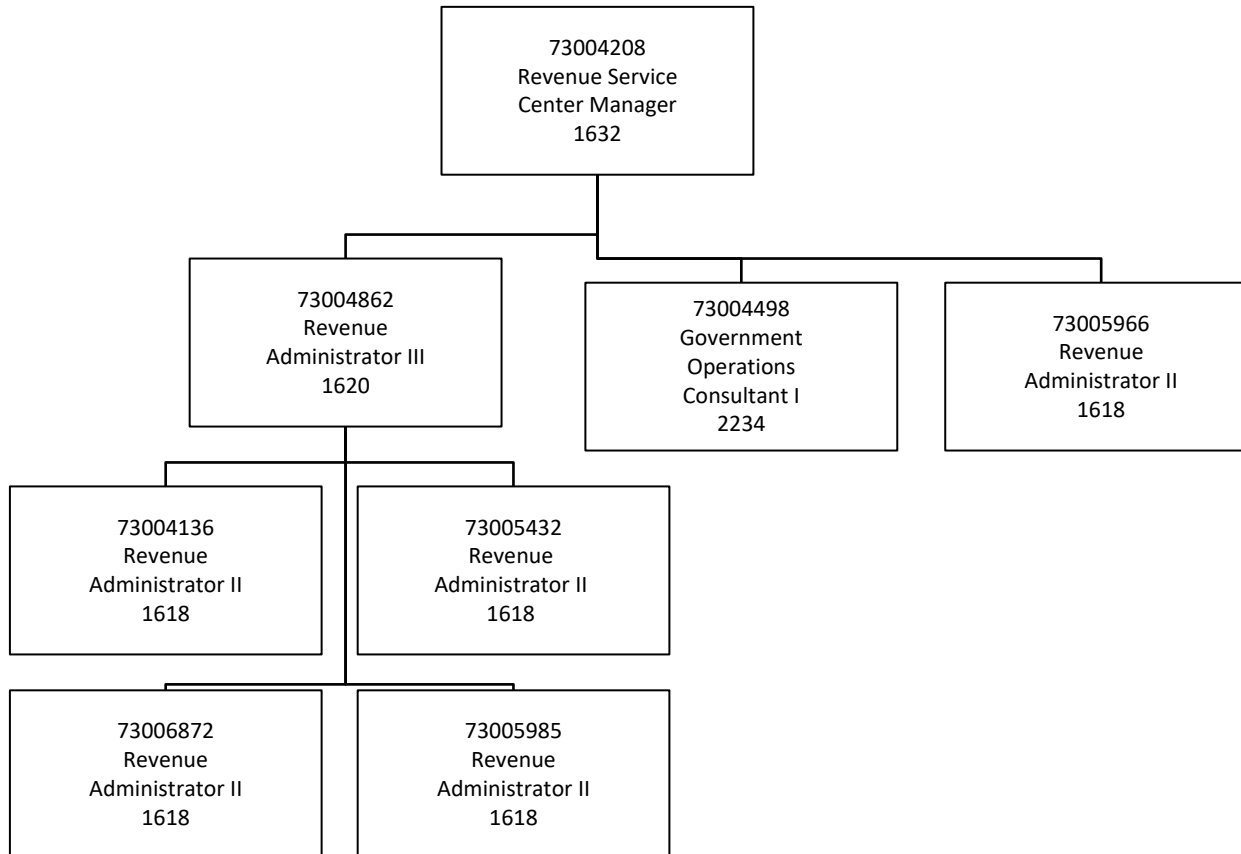 73004208
Revenue Service
Center Manager
1632
73004862
Revenue
Administrator III
1620
73004498
Government
Operations
Consultant I
2234
73005966
Revenue
Administrator II
1618
73004136
Revenue
Administrator II
1618
73005432
Revenue
Administrator II
1618
73006872
Revenue
Administrator II
1618
73005985
Revenue
Administrator II
1618